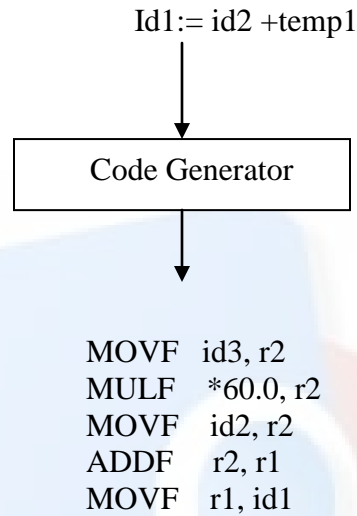 Id1:= id2 +temp1
Code Generator
MOVF id3, r2
MULF *60.0, r2
MOVF id2, r2
ADDF r2, r1
MOVF r1, id1